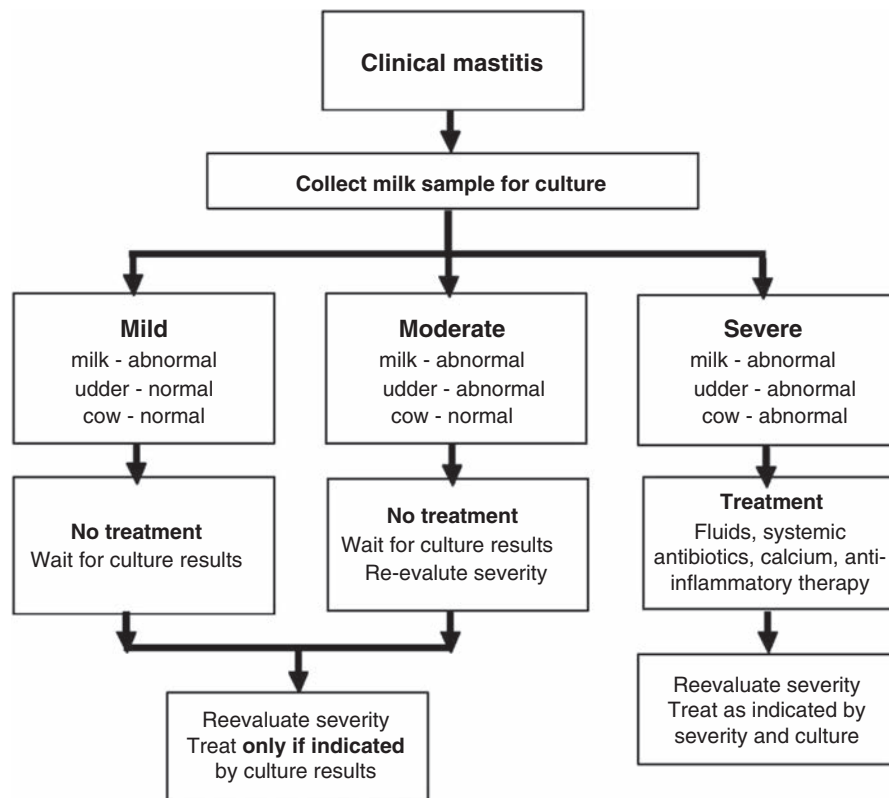 Clinical mastitis
Collect milk sample for culture
Mild
milk - abnormal
udder - normal
cow - normal
Moderate
milk - abnormal
udder - abnormal
cow - normal
Severe
milk - abnormal
udder - abnormal
cow - abnormal
No treatment
Wait for culture results
No treatment
Wait for culture results
Re-evalute severity
Treatment
Fluids, systemic
antibiotics, calcium, anti-
inflammatory therapy
Reevaluate severity
Treat only if indicated
by culture results
Reevaluate severity
Treat as indicated by
severity and culture